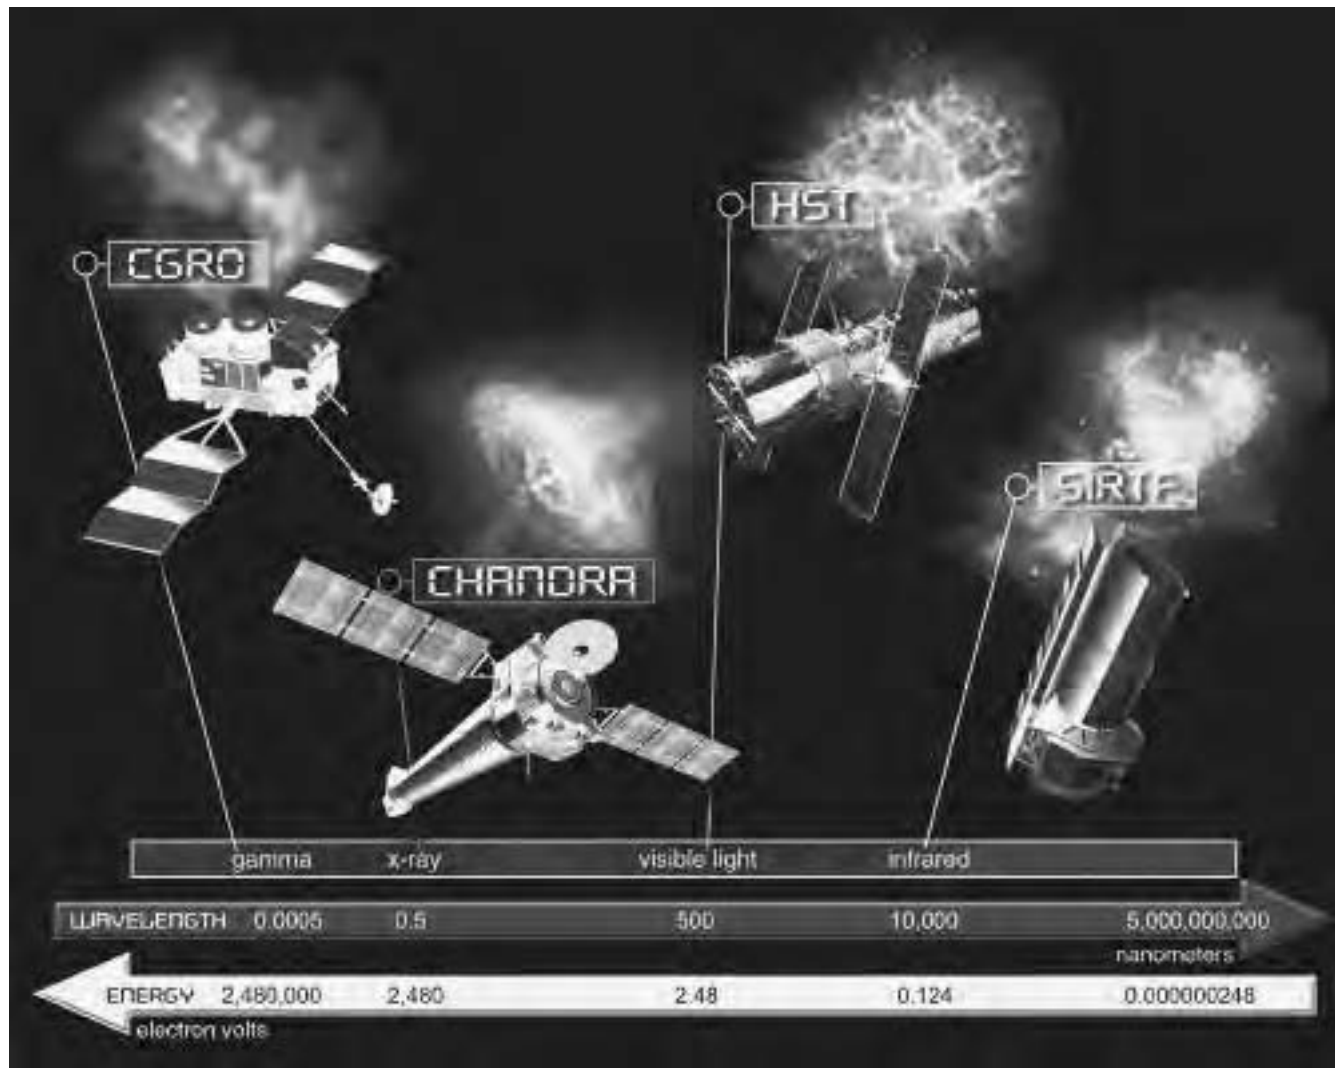 HST
CGRO
SIRTF
CHANDRA
gamma x-ray visible light infrared
WAVELENGTH 0.0005 0.5 500 10,000 5,000,000,000
nanometers
ENERGY 2,480,000 2,480 2.48 0.124 0.000000248
electron volts